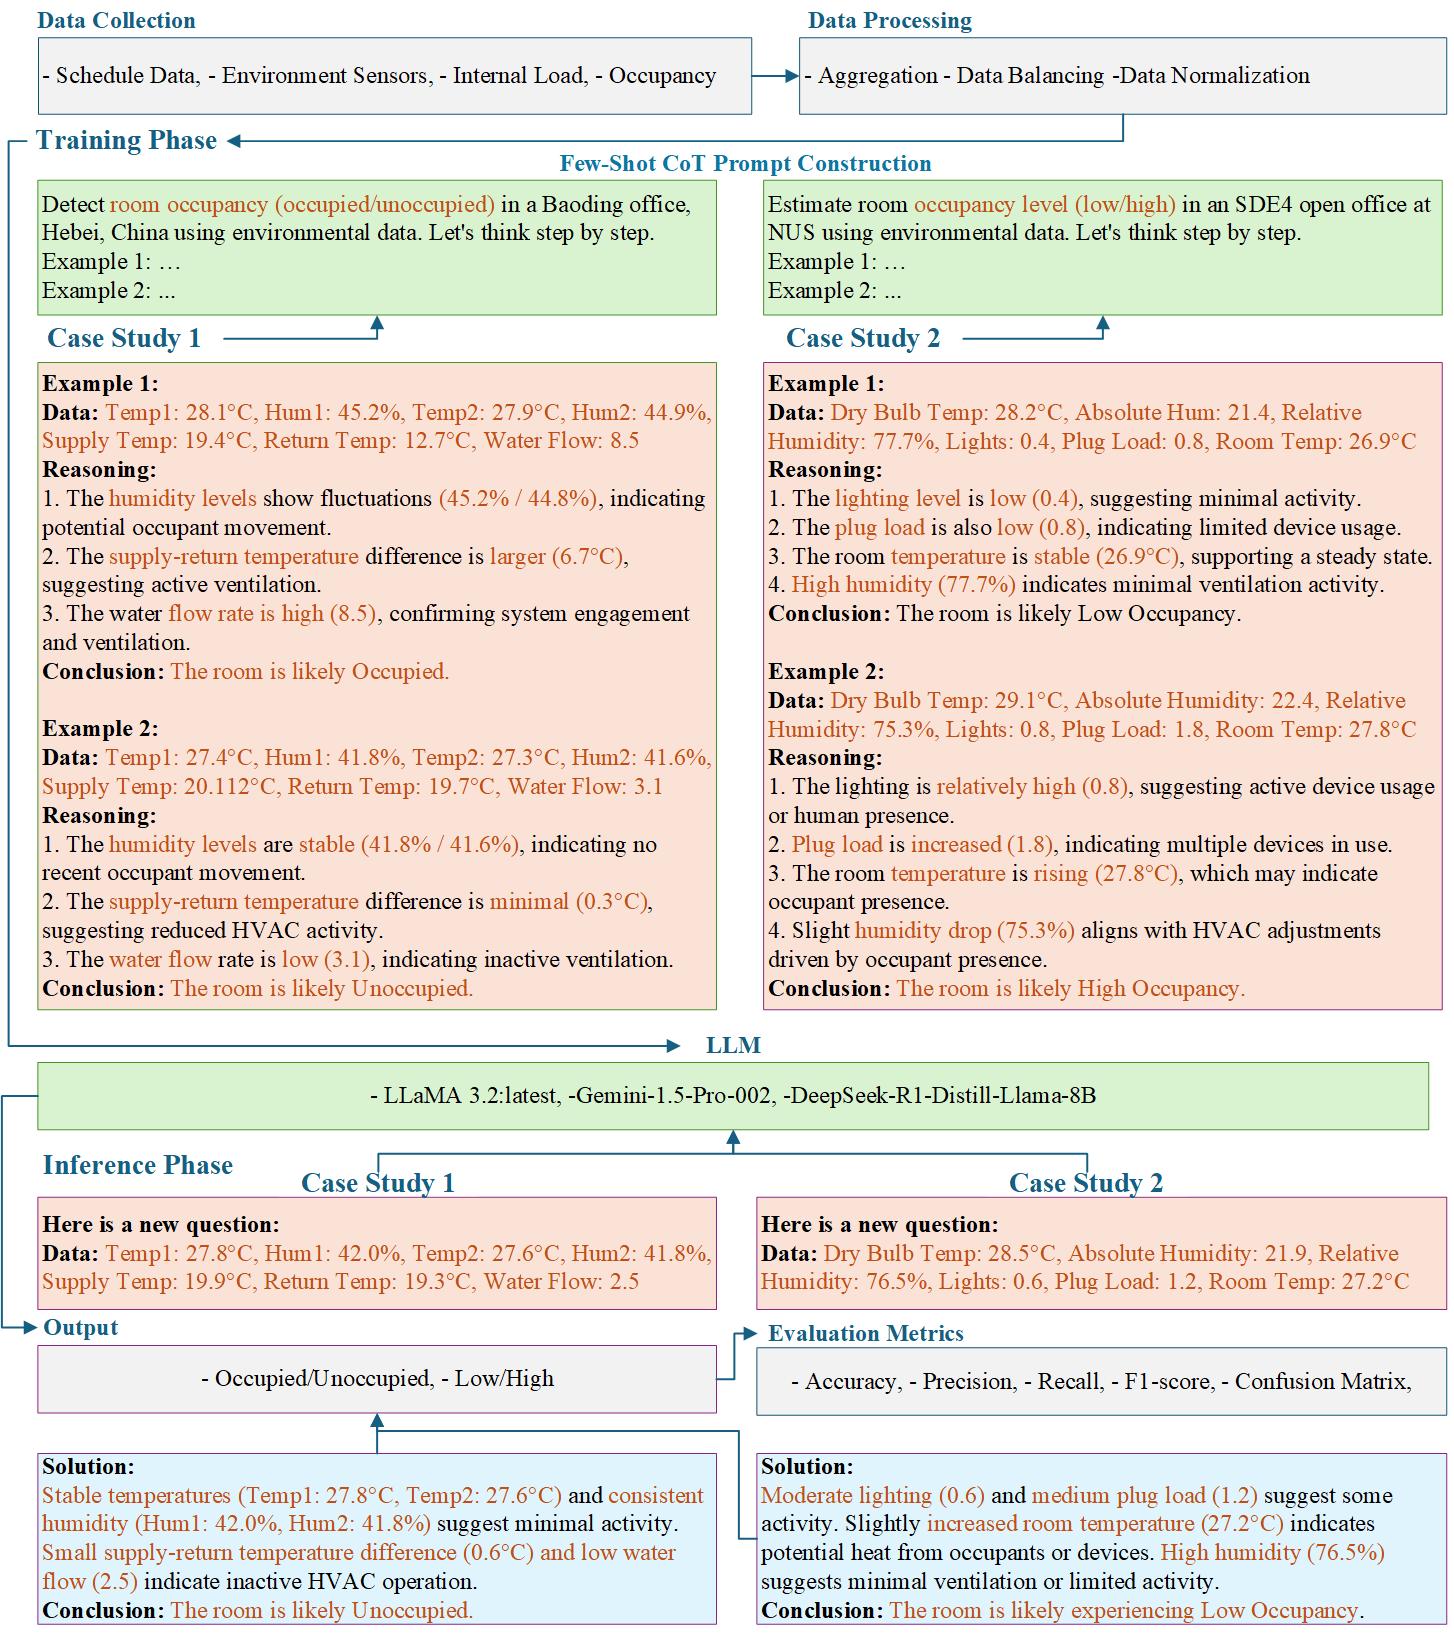 Data Collection
- Schedule Data, - Environment Sensors, - Internal Load, - Occupancy
Data Processing
- Aggregation - Data Balancing -Data Normalization
Training Phase
Few-Shot CoT Prompt Construction
Detect room occupancy (occupied/unoccupied) in a Baoding office,
Hebei, China using environmental data. Let's think step by step.
Example 1: …
Example 2: ...
Estimate room occupancy level (low/high) in an SDE4 open office at
NUS using environmental data. Let's think step by step.
Example 1: …
Example 2: ...
Case Study 1
Example 1:
Data: Temp1: 28.1°C, Hum1: 45.2%, Temp2: 27.9°C, Hum2: 44.9%,
Supply Temp: 19.4°C, Return Temp: 12.7°C, Water Flow: 8.5
Reasoning:
1. The humidity levels show fluctuations (45.2% / 44.8%), indicating
potential occupant movement.
2. The supply-return temperature difference is larger (6.7°C),
suggesting active ventilation.
3. The water flow rate is high (8.5), confirming system engagement
and ventilation.
Conclusion: The room is likely Occupied.
Example 2:
Data: Temp1: 27.4°C, Hum1: 41.8%, Temp2: 27.3°C, Hum2: 41.6%,
Supply Temp: 20.112°C, Return Temp: 19.7°C, Water Flow: 3.1
Reasoning:
1. The humidity levels are stable (41.8% / 41.6%), indicating no
recent occupant movement.
2. The supply-return temperature difference is minimal (0.3°C),
suggesting reduced HVAC activity.
3. The water flow rate is low (3.1), indicating inactive ventilation.
Conclusion: The room is likely Unoccupied.
Case Study 2
Example 1:
Data: Dry Bulb Temp: 28.2°C, Absolute Hum: 21.4, Relative
Humidity: 77.7%, Lights: 0.4, Plug Load: 0.8, Room Temp: 26.9°C
Reasoning:
1. The lighting level is low (0.4), suggesting minimal activity.
2. The plug load is also low (0.8), indicating limited device usage.
3. The room temperature is stable (26.9°C), supporting a steady state.
4. High humidity (77.7%) indicates minimal ventilation activity.
Conclusion: The room is likely Low Occupancy.
Example 2:
Data: Dry Bulb Temp: 29.1°C, Absolute Humidity: 22.4, Relative
Humidity: 75.3%, Lights: 0.8, Plug Load: 1.8, Room Temp: 27.8°C
Reasoning:
1. The lighting is relatively high (0.8), suggesting active device usage
or human presence.
2. Plug load is increased (1.8), indicating multiple devices in use.
3. The room temperature is rising (27.8°C), which may indicate
occupant presence.
4. Slight humidity drop (75.3%) aligns with HVAC adjustments
driven by occupant presence.
Conclusion: The room is likely High Occupancy.
LLM
- LLaMA 3.2:latest, -Gemini-1.5-Pro-002, -DeepSeek-R1-Distill-Llama-8B
Inference Phase
Case Study 1
Here is a new question:
Data: Temp1: 27.8°C, Hum1: 42.0%, Temp2: 27.6°C, Hum2: 41.8%,
Supply Temp: 19.9°C, Return Temp: 19.3°C, Water Flow: 2.5
Case Study 2
Here is a new question:
Data: Dry Bulb Temp: 28.5°C, Absolute Humidity: 21.9, Relative
Humidity: 76.5%, Lights: 0.6, Plug Load: 1.2, Room Temp: 27.2°C
Output
- Occupied/Unoccupied, - Low/High
Evaluation Metrics
- Accuracy, - Precision, - Recall, - F1-score, - Confusion Matrix,
Solution:
Stable temperatures (Temp1: 27.8°C, Temp2: 27.6°C) and consistent
humidity (Hum1: 42.0%, Hum2: 41.8%) suggest minimal activity.
Small supply-return temperature difference (0.6°C) and low water
flow (2.5) indicate inactive HVAC operation.
Conclusion: The room is likely Unoccupied.
Solution:
Moderate lighting (0.6) and medium plug load (1.2) suggest some
activity. Slightly increased room temperature (27.2°C) indicates
potential heat from occupants or devices. High humidity (76.5%)
suggests minimal ventilation or limited activity.
Conclusion: The room is likely experiencing Low Occupancy.